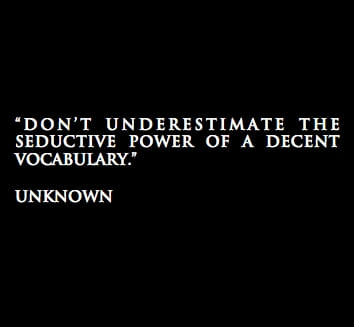 “DON’T UNDERESTIMATE THE
SEDUCTIVE POWER OF A DECENT
VOCABULARY.”
UNKNOWN